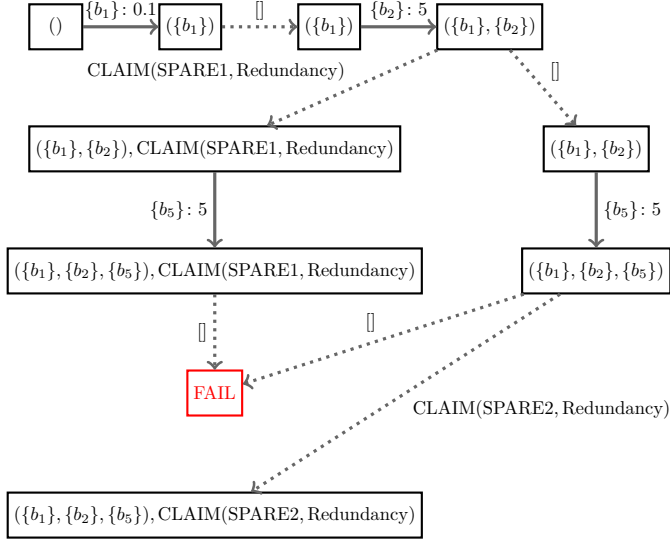 ()
{b₁}: 0.1
({b₁})
[]
({b₁})
{b₂}: 5
({b₁}, {b₂})
CLAIM(SPARE1, Redundancy)
[]
({b₁}, {b₂}), CLAIM(SPARE1, Redundancy)
({b₁}, {b₂})
{b₅}: 5
{b₅}: 5
({b₁}, {b₂}, {b₅}), CLAIM(SPARE1, Redundancy)
({b₁}, {b₂}, {b₅})
[]
[]
FAIL
CLAIM(SPARE2, Redundancy)
({b₁}, {b₂}, {b₅}), CLAIM(SPARE2, Redundancy)